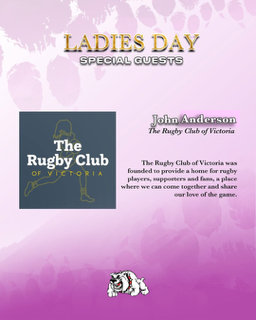 LADIES DAY
SPECIAL GUESTS
The
Rugby Club
OF VICTORIA
John Anderson
The Rugby Club of Victoria
The Rugby Club of Victoria was
founded to provide a home for rugby
players, supporters and fans, a place
where we can come together and share
our love of the game.